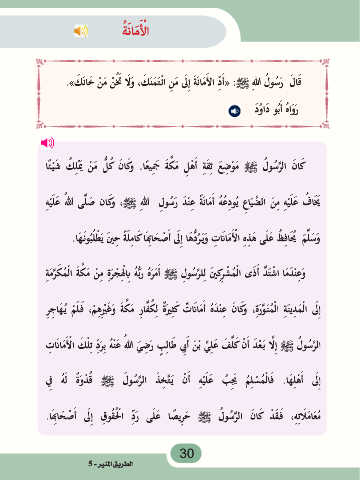 الْأَمَانَةُ
قَالَ رَسُولُ اللهِ ﷺ: «أَدِّ الْأَمَانَةَ إِلَى مَنِ ائْتَمَنَكَ، وَلَا تَخُنْ مَنْ خَانَكَ».
رَوَاهُ أَبُو دَاوُدَ
كَانَ الرَّسُولُ ﷺ مَوْضِعَ ثِقَةِ أَهْلِ مَكَّةَ جَمِيعًا. وَكَانَ كُلُّ مَنْ يَمْلِكُ شَيْئًا
يَخَافُ عَلَيْهِ مِنَ الضَّيَاعِ يُودِعُهُ أَمَانَةً عِنْدَ رَسُولِ اللهِ ﷺ، وَكَانَ صَلَّى اللهُ عَلَيْهِ
وَسَلَّمَ يُحَافِظُ عَلَى هَذِهِ الْأَمَانَاتِ وَيَرُدُّهَا إِلَى أَصْحَابِهَا كَامِلَةً حِينَ يَطْلُبُونَهَا.
وَعِنْدَمَا اشْتَدَّ أَذَى الْمُشْرِكِينَ لِلرَّسُولِ ﷺ أَمَرَهُ رَبُّهُ بِالْهِجْرَةِ مِنْ مَكَّةَ الْمُكَرَّمَةِ
إِلَى الْمَدِينَةِ الْمُنَوَّرَةِ، وَكَانَ عِنْدَهُ أَمَانَاتٌ كَثِيرَةٌ لِكُفَّارِ مَكَّةَ وَغَيْرِهِمْ، فَلَمْ يُهَاجِرِ
الرَّسُولُ ﷺ إِلَّا بَعْدَ أَنْ كَلَّفَ عَلِيَّ بْنَ أَبِي طَالِبٍ رَضِيَ اللهُ عَنْهُ بِرَدِّ تِلْكَ الْأَمَانَاتِ
إِلَى أَهْلِهَا. فَالْمُسْلِمُ يَجِبُ عَلَيْهِ أَنْ يَتَّخِذَ الرَّسُولَ ﷺ قُدْوَةً لَهُ فِي
مُعَامَلَاتِهِ، فَقَدْ كَانَ الرَّسُولُ ﷺ حَرِيصًا عَلَى رَدِّ الْحُقُوقِ إِلَى أَصْحَابِهَا.
30
الطريق المنير - 5